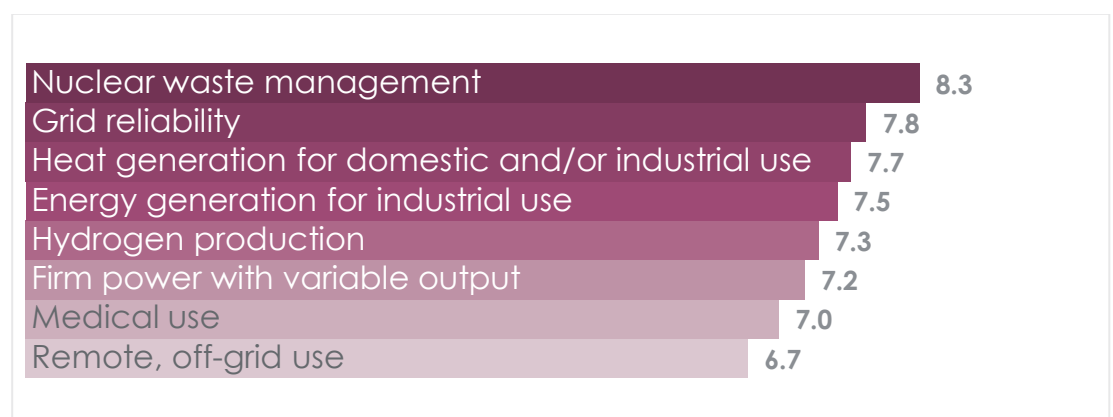 Nuclear waste management 8.3
Grid reliability 7.8
Heat generation for domestic and/or industrial use 7.7
Energy generation for industrial use 7.5
Hydrogen production 7.3
Firm power with variable output 7.2
Medical use 7.0
Remote, off-grid use 6.7